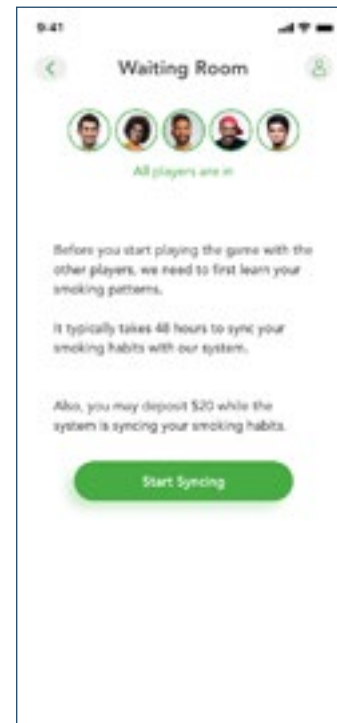 9:41
Waiting Room
All players are in
Before you start playing the game with the
other players, we need to first learn your
smoking patterns.
It typically takes 48 hours to sync your
smoking habits with our system.
Also, you may deposit $20 while the
system is syncing your smoking habits.
Start Syncing